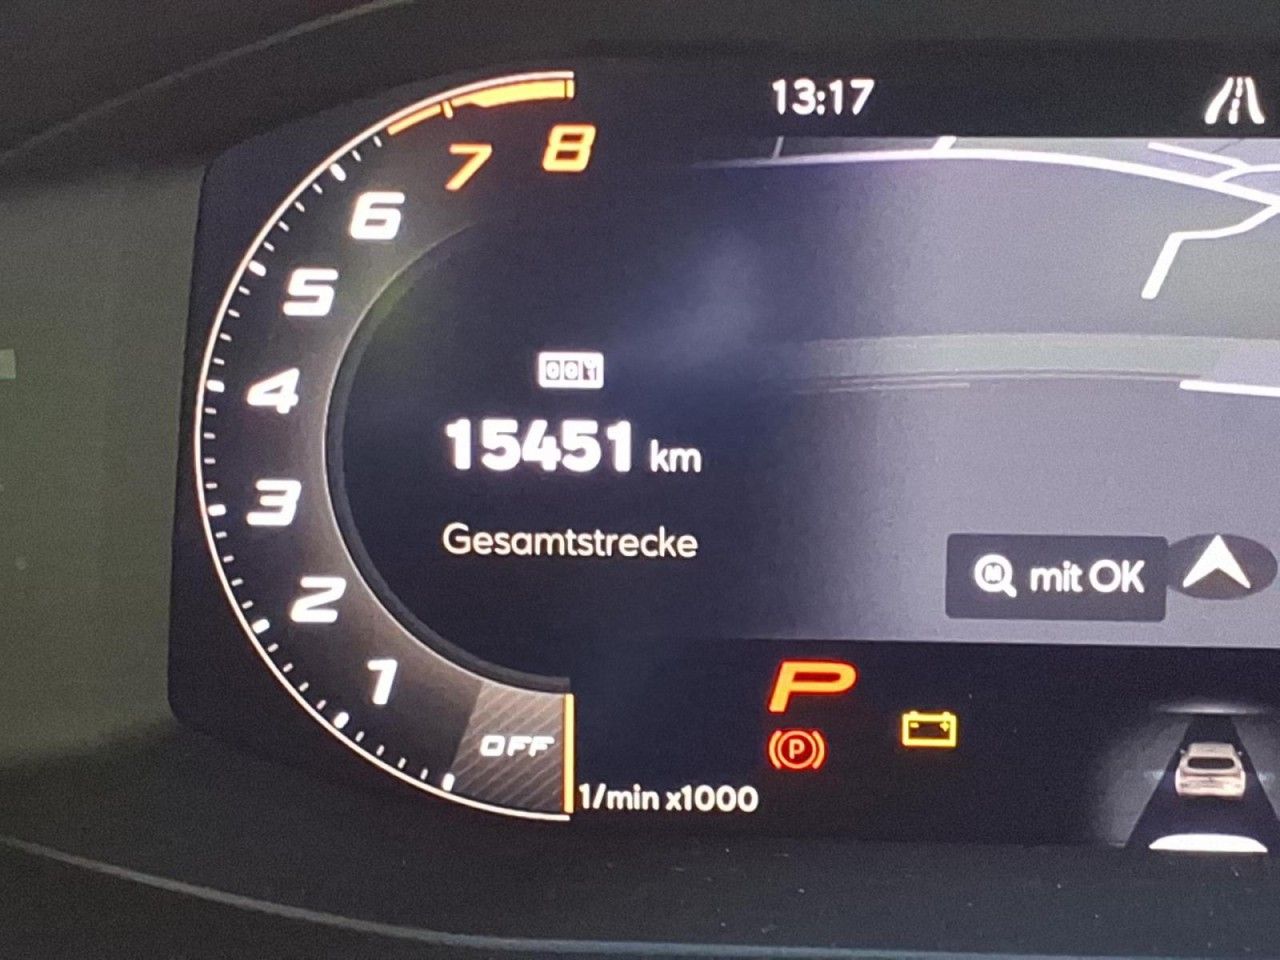 13:17
8
7
6
5
4
3
2
1
OFF
1/min x1000
001
15451 km
Gesamtstrecke
M mit OK
P
P